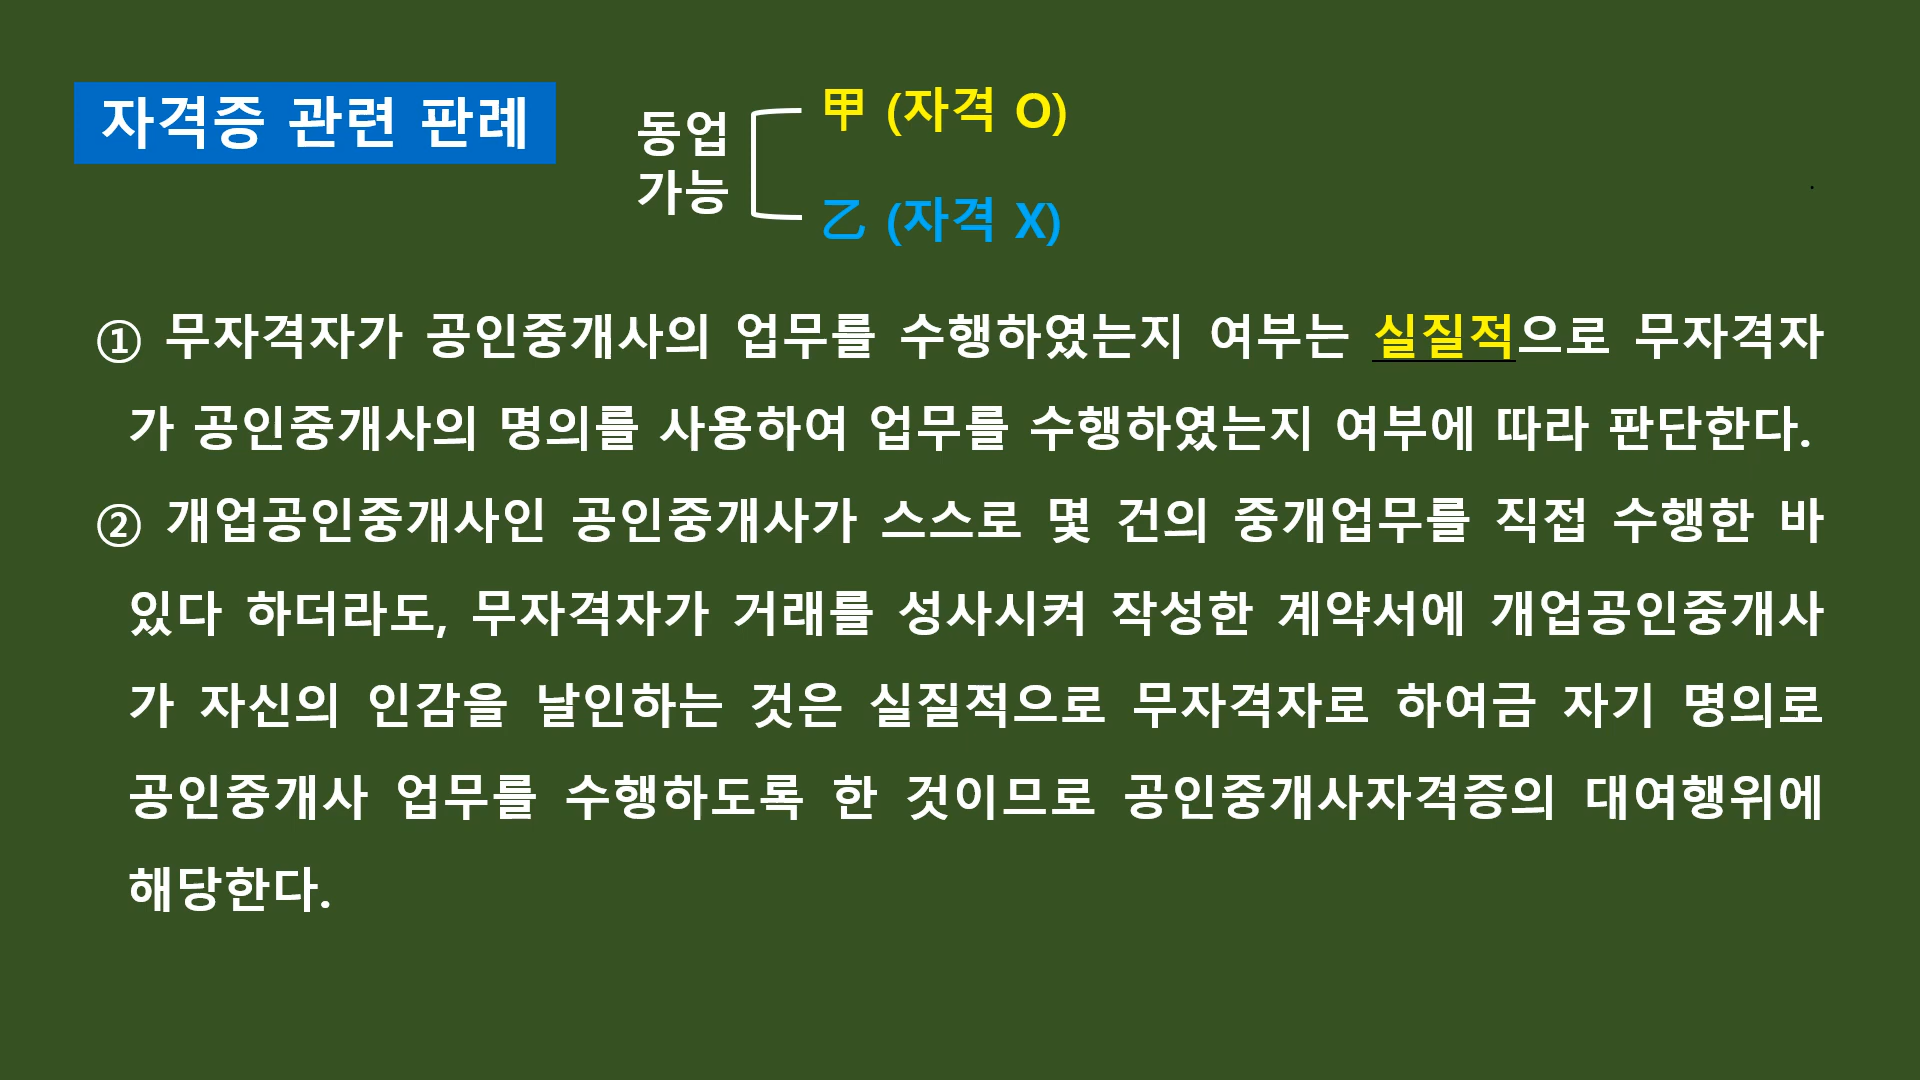 자격증 관련 판례
동업
가능
甲 (자격 O)
乙 (자격 X)
① 무자격자가 공인중개사의 업무를 수행하였는지 여부는 실질적으로 무자격자
가 공인중개사의 명의를 사용하여 업무를 수행하였는지 여부에 따라 판단한다.
② 개업공인중개사인 공인중개사가 스스로 몇 건의 중개업무를 직접 수행한 바
있다 하더라도, 무자격자가 거래를 성사시켜 작성한 계약서에 개업공인중개사
가 자신의 인감을 날인하는 것은 실질적으로 무자격자로 하여금 자기 명의로
공인중개사 업무를 수행하도록 한 것이므로 공인중개사자격증의 대여행위에
해당한다.